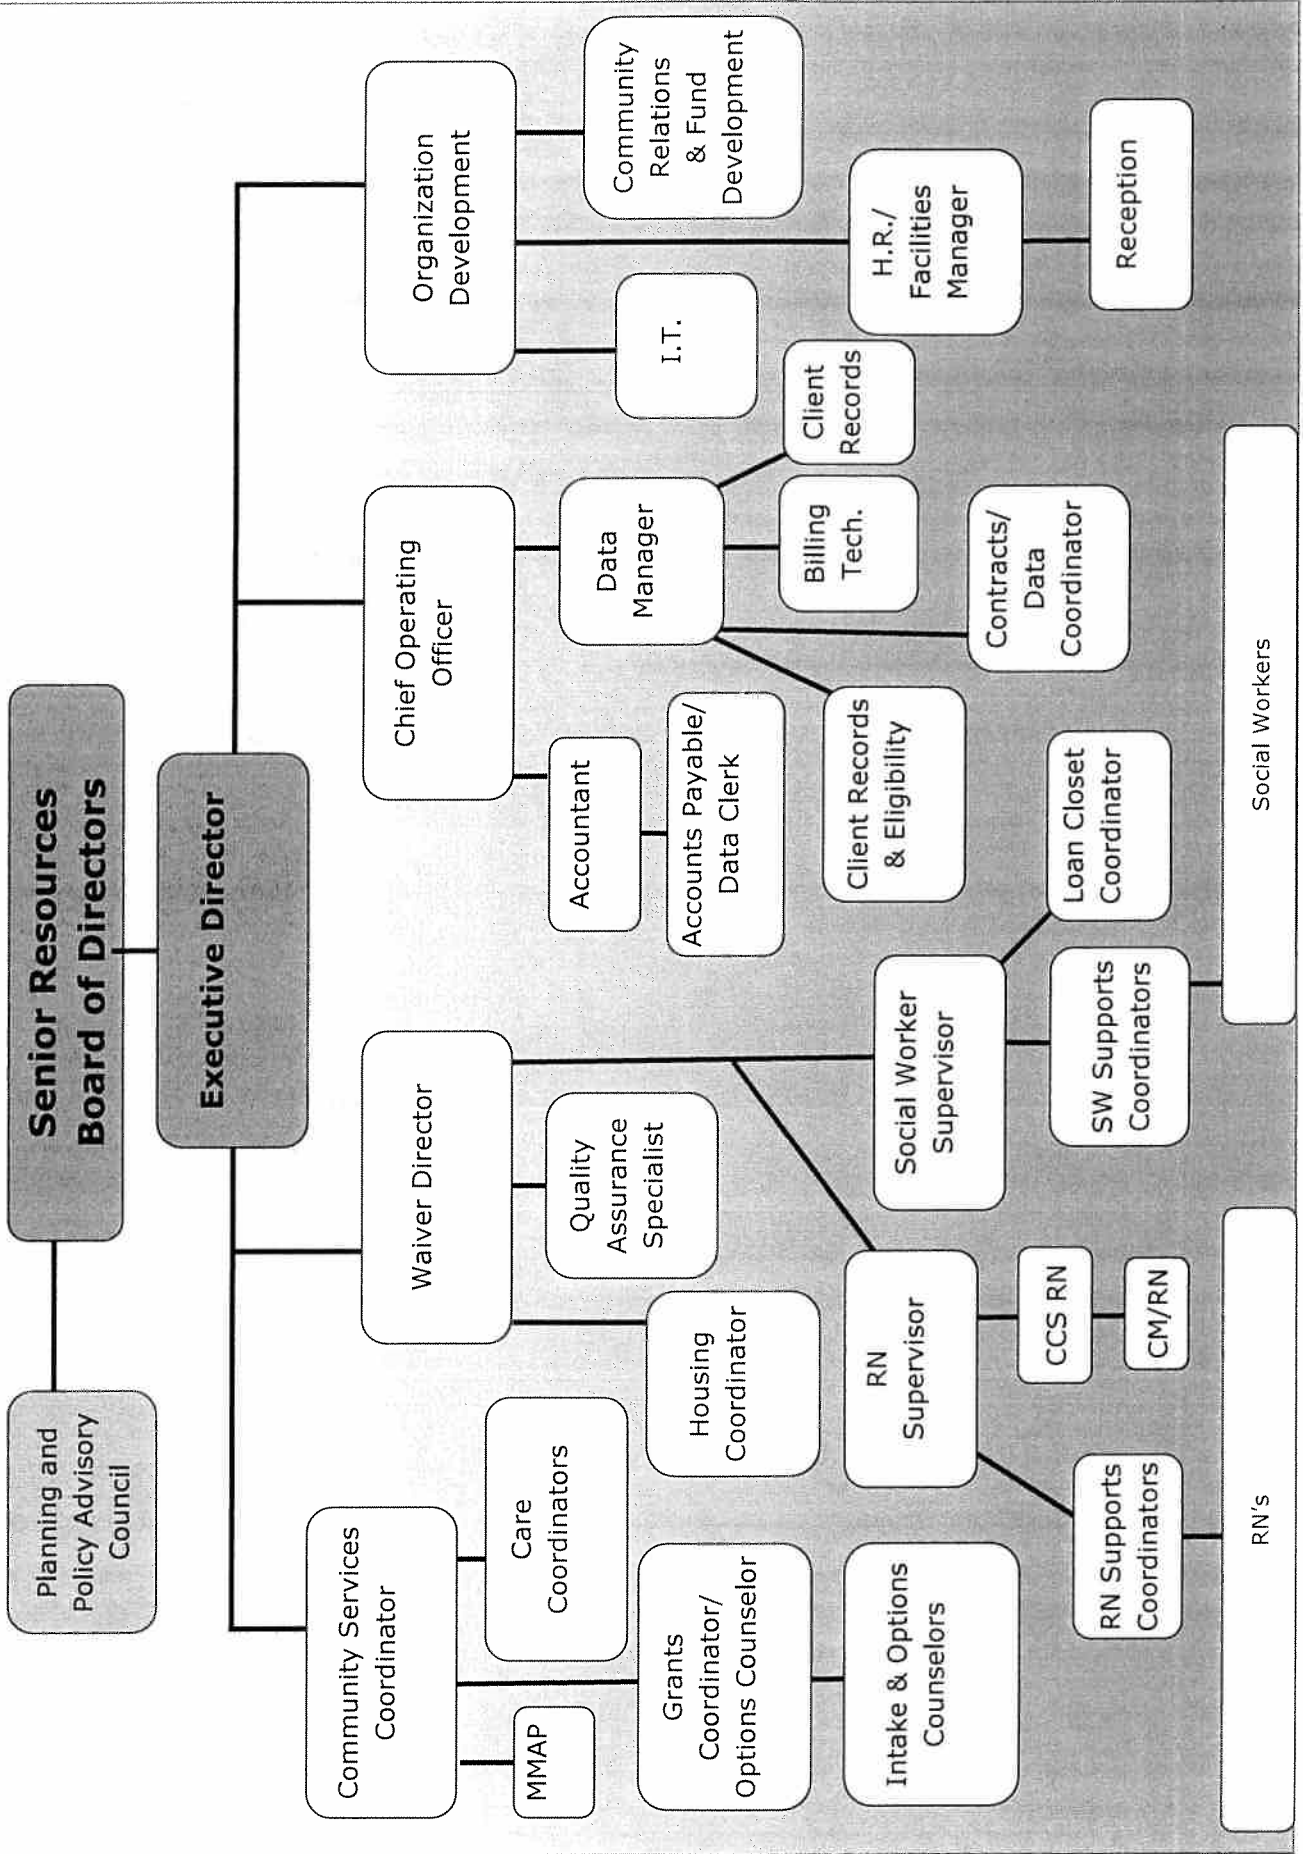 Senior Resources
Board of Directors
Planning and
Policy Advisory
Council
Executive Director
Community Services
Coordinator
Waiver Director
Chief Operating
Officer
Organization
Development
MMAP
Care
Coordinators
Grants
Coordinator/
Options Counselor
Intake & Options
Counselors
Quality
Assurance
Specialist
Housing
Coordinator
RN
Supervisor
Social Worker
Supervisor
CCS RN
CM/RN
RN Supports
Coordinators
RN's
SW Supports
Coordinators
Loan Closet
Coordinator
Social Workers
Accountant
Accounts Payable/
Data Clerk
Data
Manager
Client Records
& Eligibility
Contracts/
Data
Coordinator
Billing
Tech.
Client
Records
I.T.
Community
Relations
& Fund
Development
H.R./
Facilities
Manager
Reception